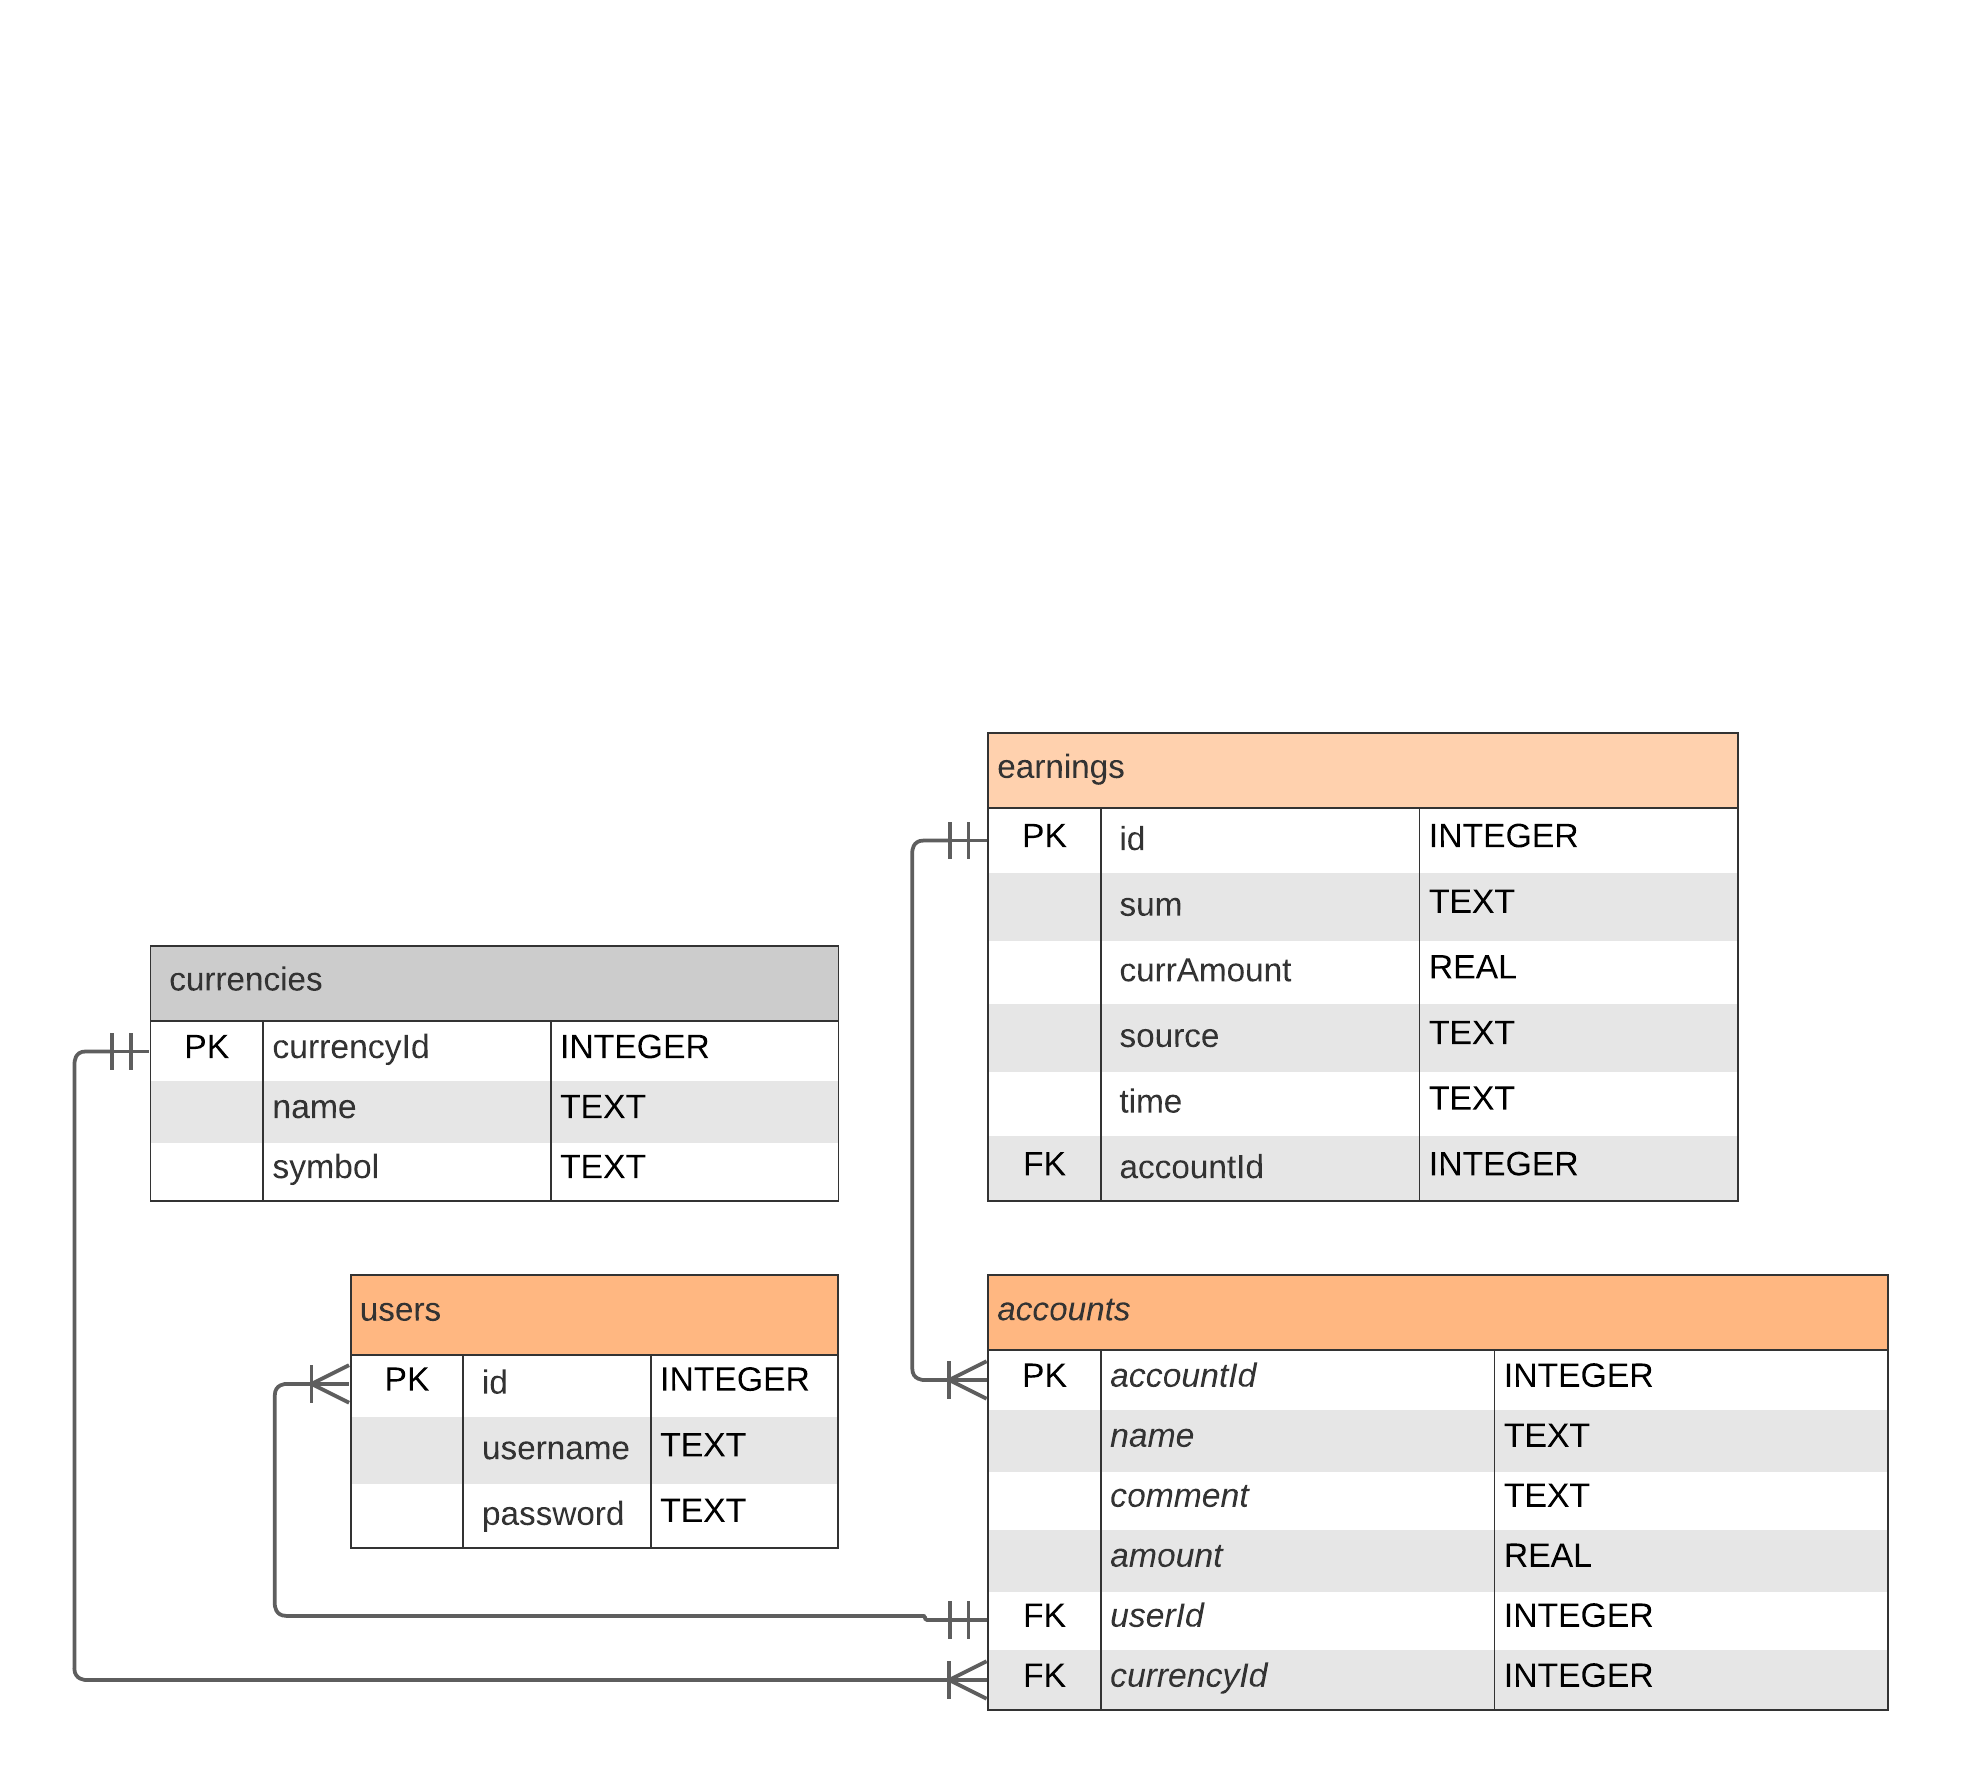 earnings
PK id INTEGER
sum TEXT
currAmount REAL
source TEXT
time TEXT
FK accountId INTEGER
currencies
PK currencyId INTEGER
name TEXT
symbol TEXT
users
PK id INTEGER
username TEXT
password TEXT
accounts
PK accountId INTEGER
name TEXT
comment TEXT
amount REAL
FK userId INTEGER
FK currencyId INTEGER